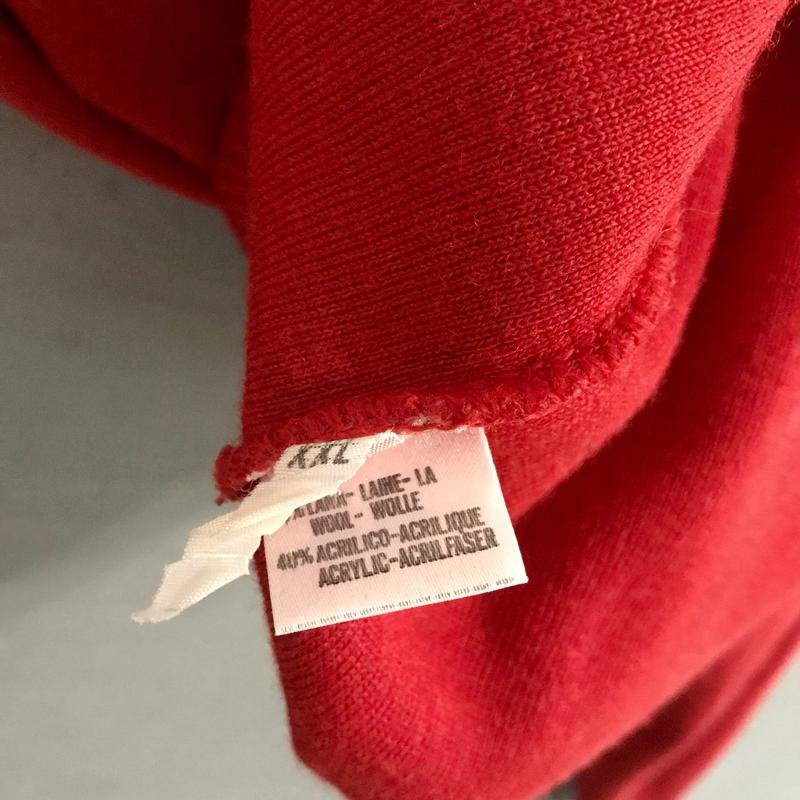 XXL
LANA- LAINE- LA
WOOL- WOLLE
40% ACRILICO-ACRILIQUE
ACRYLIC-ACRILFASER